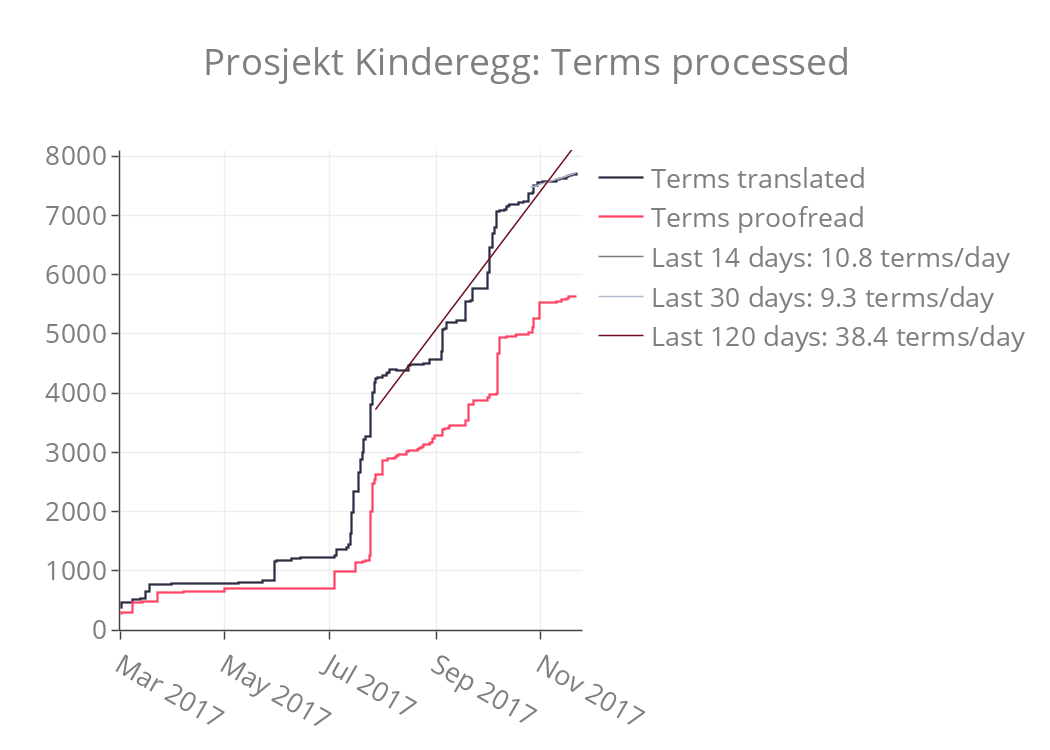 Prosjekt Kinderegg: Terms processed
8000
7000
6000
5000
4000
3000
2000
1000
0
Mar 2017
May 2017
Jul 2017
Sep 2017
Nov 2017
Terms translated
Terms proofread
Last 14 days: 10.8 terms/day
Last 30 days: 9.3 terms/day
Last 120 days: 38.4 terms/day